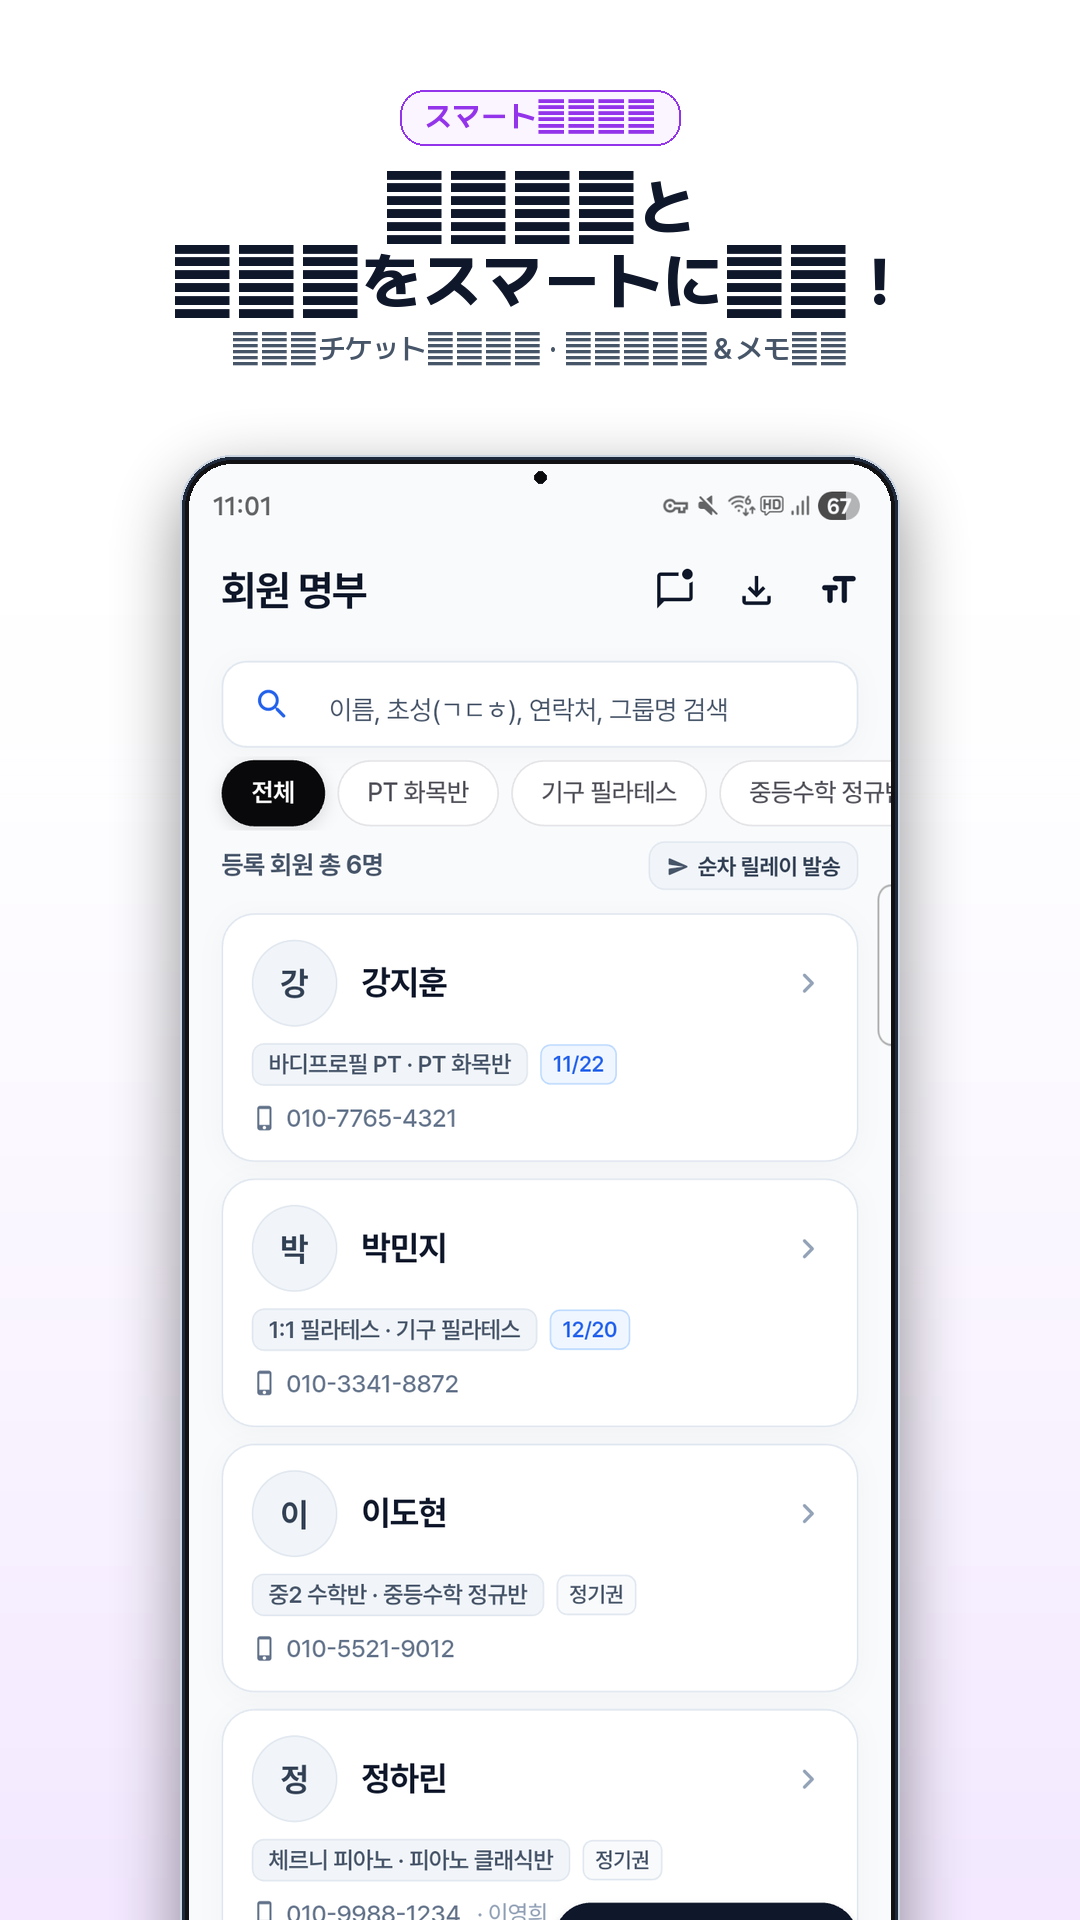 スマート
と
をスマートに！
チケット · &メモ
11:01
HD
67
회원 명부
이름, 초성(ㄱㄷㅎ), 연락처, 그룹명 검색
전체 PT 화목반 기구 필라테스 중등수학 정규반
등록 회원 총 6명 순차 릴레이 발송
강 강지훈
바디프로필 PT · PT 화목반 11/22
010-7765-4321
박 박민지
1:1 필라테스 · 기구 필라테스 12/20
010-3341-8872
이 이도현
중2 수학반 · 중등수학 정규반 정기권
010-5521-9012
정 정하린
체르니 피아노 · 피아노 클래식반 정기권
010-9988-1234 · 이영희